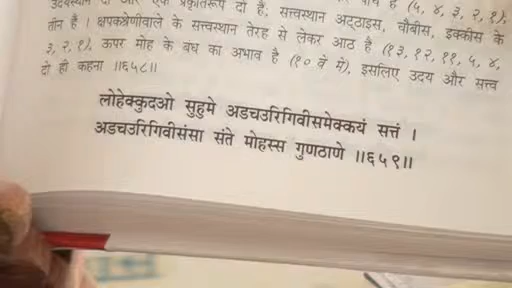 उदयस्थान दो और एक प्रकृतिरूप दो हैं; सत्त्वस्थान अट्ठाइस, चौबीस, इक्कीस के
तीन हैं । क्षपकश्रेणीवाले के सत्त्वस्थान तेरह से लेकर आठ हैं (१३, १२, ११, ५, ४,
३, २, १), ऊपर मोह के बंध का अभाव है (१० वें में), इसलिए उदय और सत्त्व
दो ही कहना ॥६५८॥
लोहेक्कुदओ सुहुमे अडचउरिगिवीसमेक्कयं सत्तं ।
अडचउरिगिवीसंसा संते मोहस्स गुणठाणे ॥६५९॥